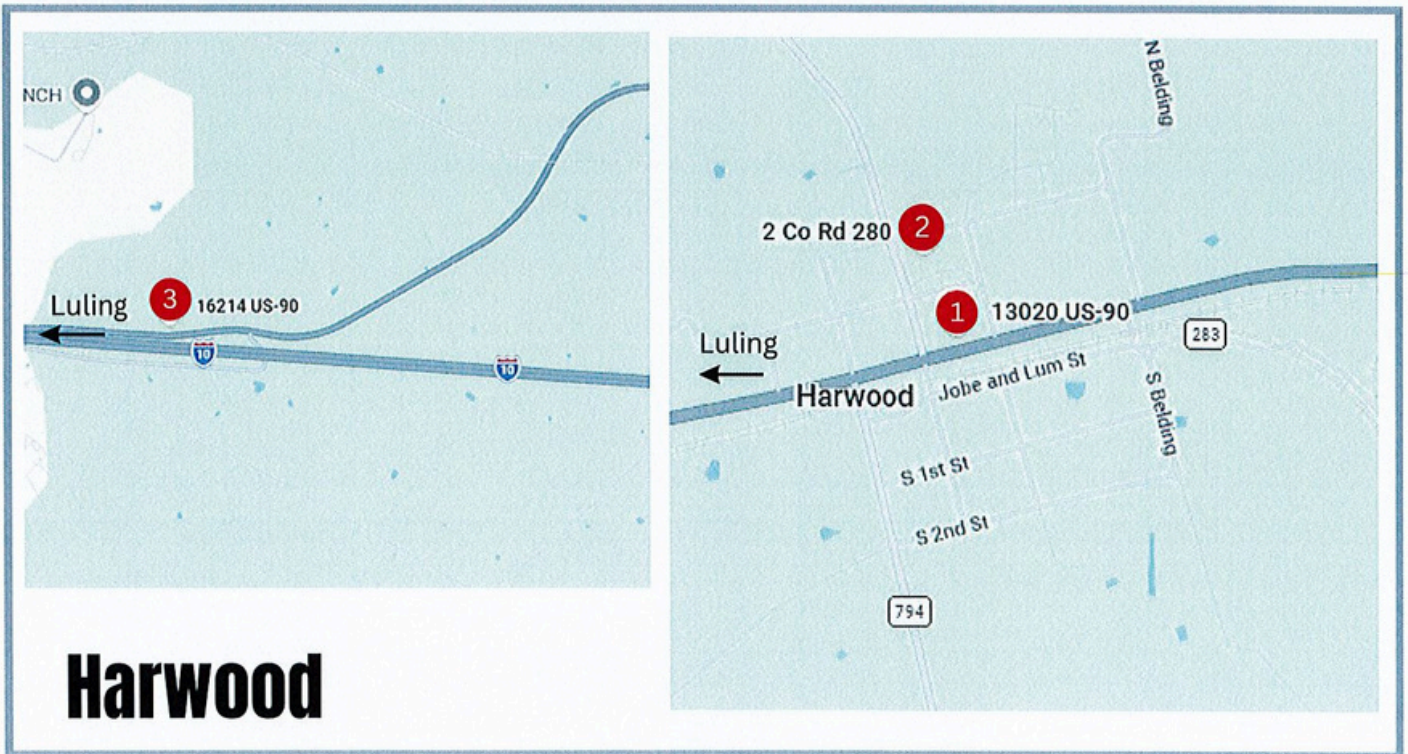 NCH
Luling
3
16214 US-90
10
10
Harwood
N Belding
2 Co Rd 280
2
1
13020 US-90
283
Luling
Harwood
Jobe and Lum St
S Belding
S 1st St
S 2nd St
794